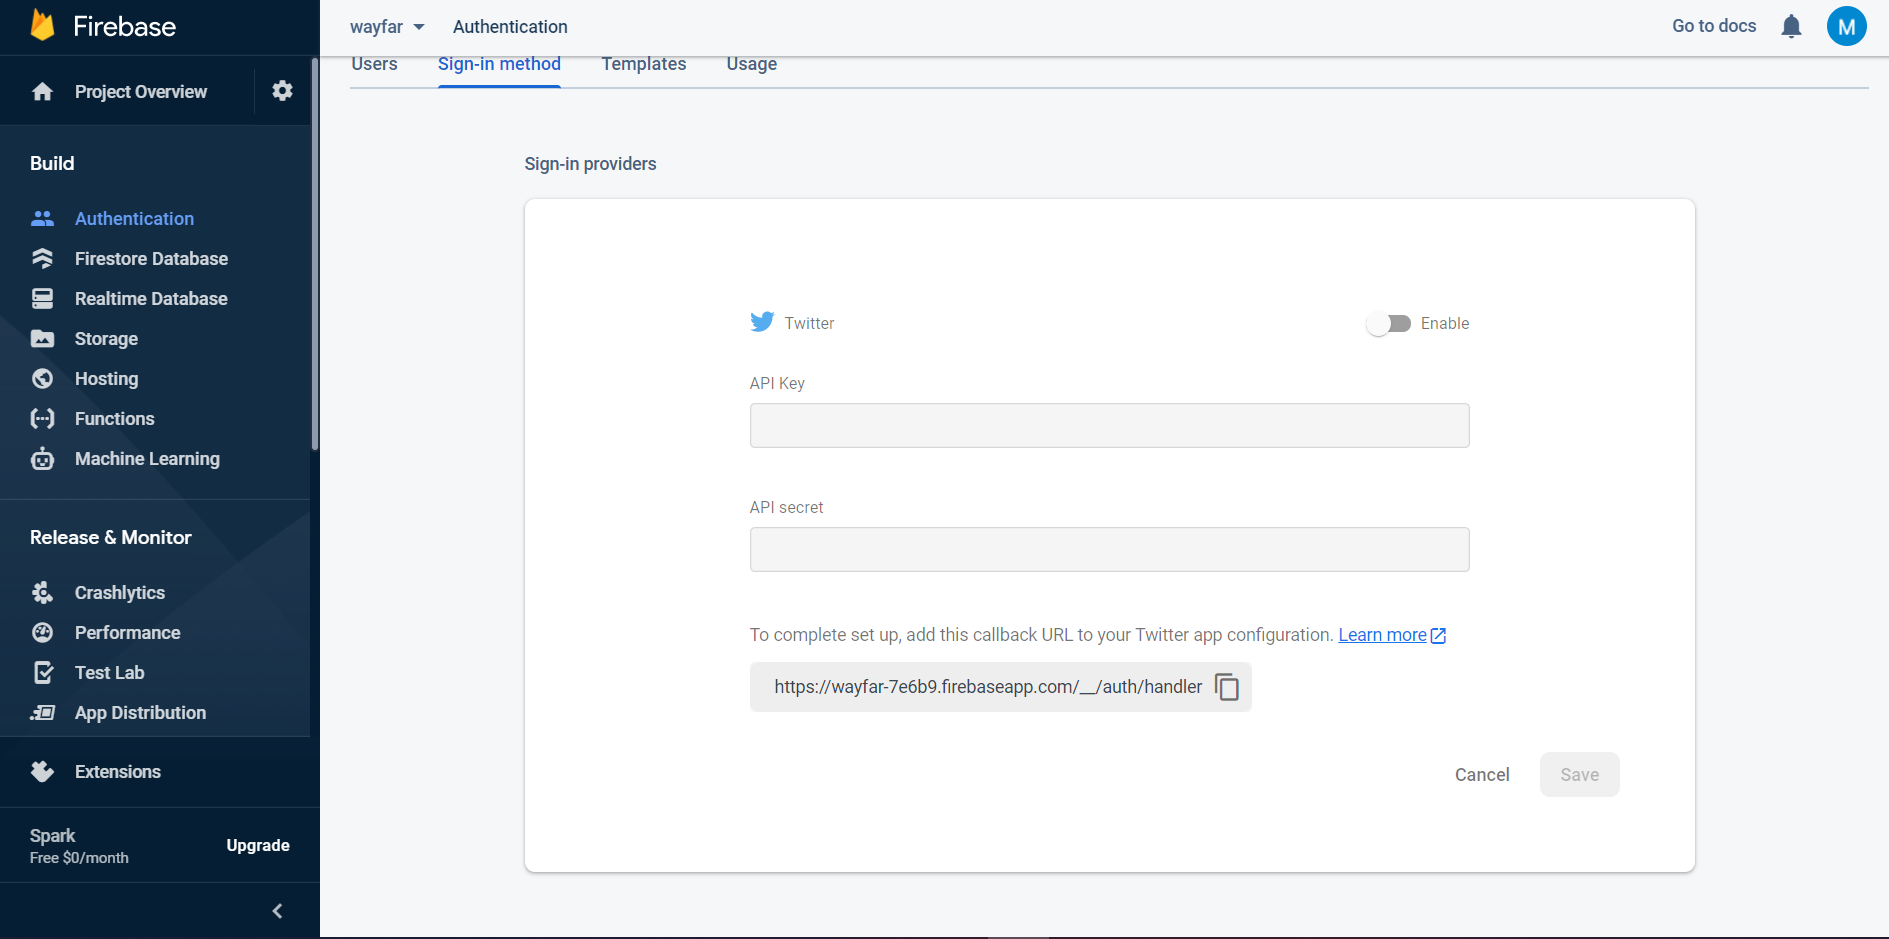 Firebase
Project Overview
Build
Authentication
Firestore Database
Realtime Database
Storage
Hosting
Functions
Machine Learning
Release & Monitor
Crashlytics
Performance
Test Lab
App Distribution
Extensions
Spark
Free $0/month
Upgrade
wayfar
Authentication
Go to docs
M
Users
Sign-in method
Templates
Usage
Sign-in providers
Twitter
Enable
API Key
API secret
To complete set up, add this callback URL to your Twitter app configuration. Learn more
https://wayfar-7e6b9.firebaseapp.com/__/auth/handler
Cancel
Save